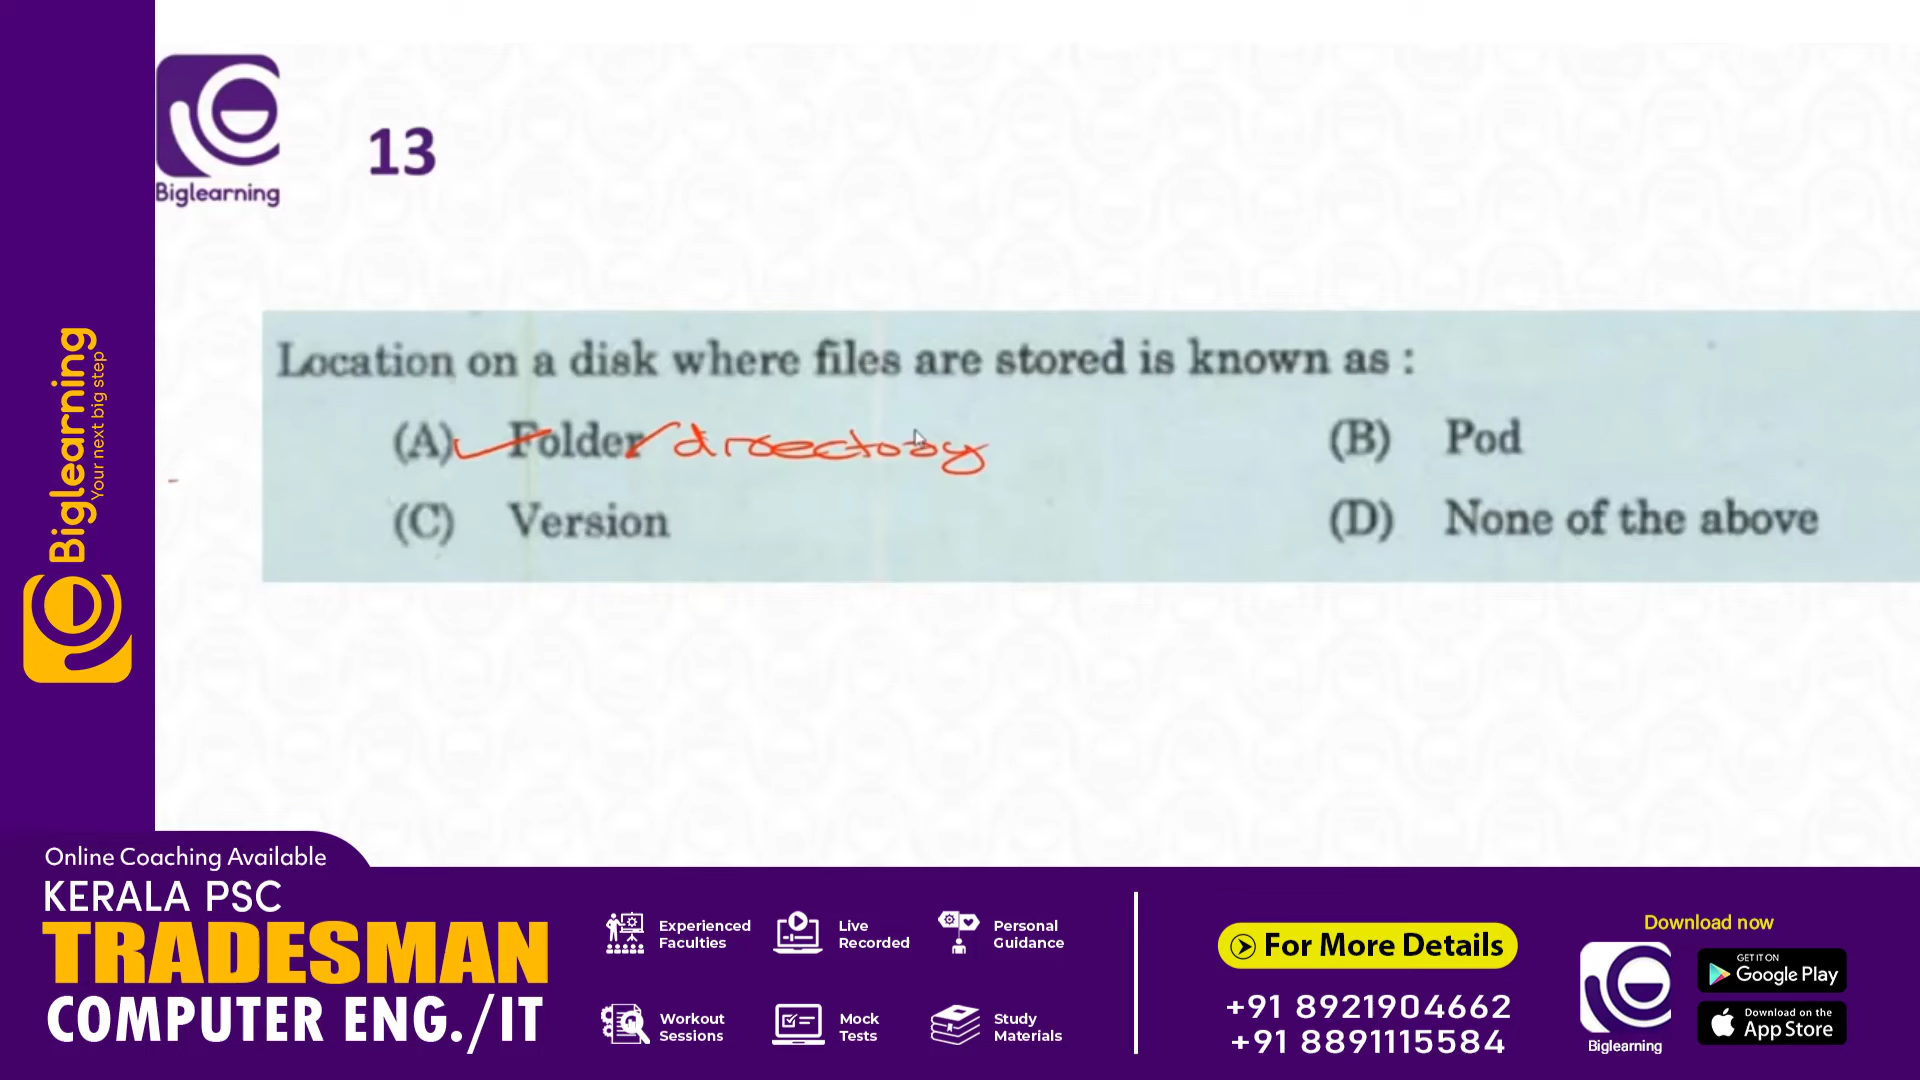 Biglearning
13
Location on a disk where files are stored is known as :
(A) Folder/directory
(B) Pod
(C) Version
(D) None of the above
Biglearning
Your next big step
Online Coaching Available
KERALA PSC
TRADESMAN
COMPUTER ENG./IT
Experienced
Faculties
Live
Recorded
Personal
Guidance
Workout
Sessions
Mock
Tests
Study
Materials
For More Details
+91 8921904662
+91 8891115584
Download now
Biglearning
GET IT ON
Google Play
Download on the
App Store